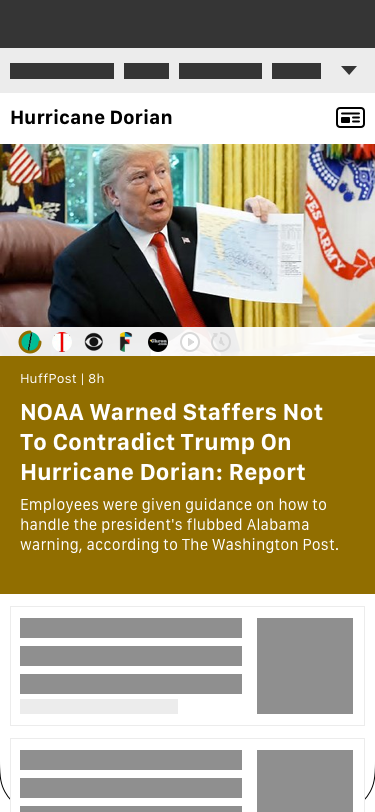 Hurricane Dorian
TES ARMY
HuffPost | 8h
NOAA Warned Staffers Not
To Contradict Trump On
Hurricane Dorian: Report
Employees were given guidance on how to
handle the president's flubbed Alabama
warning, according to The Washington Post.